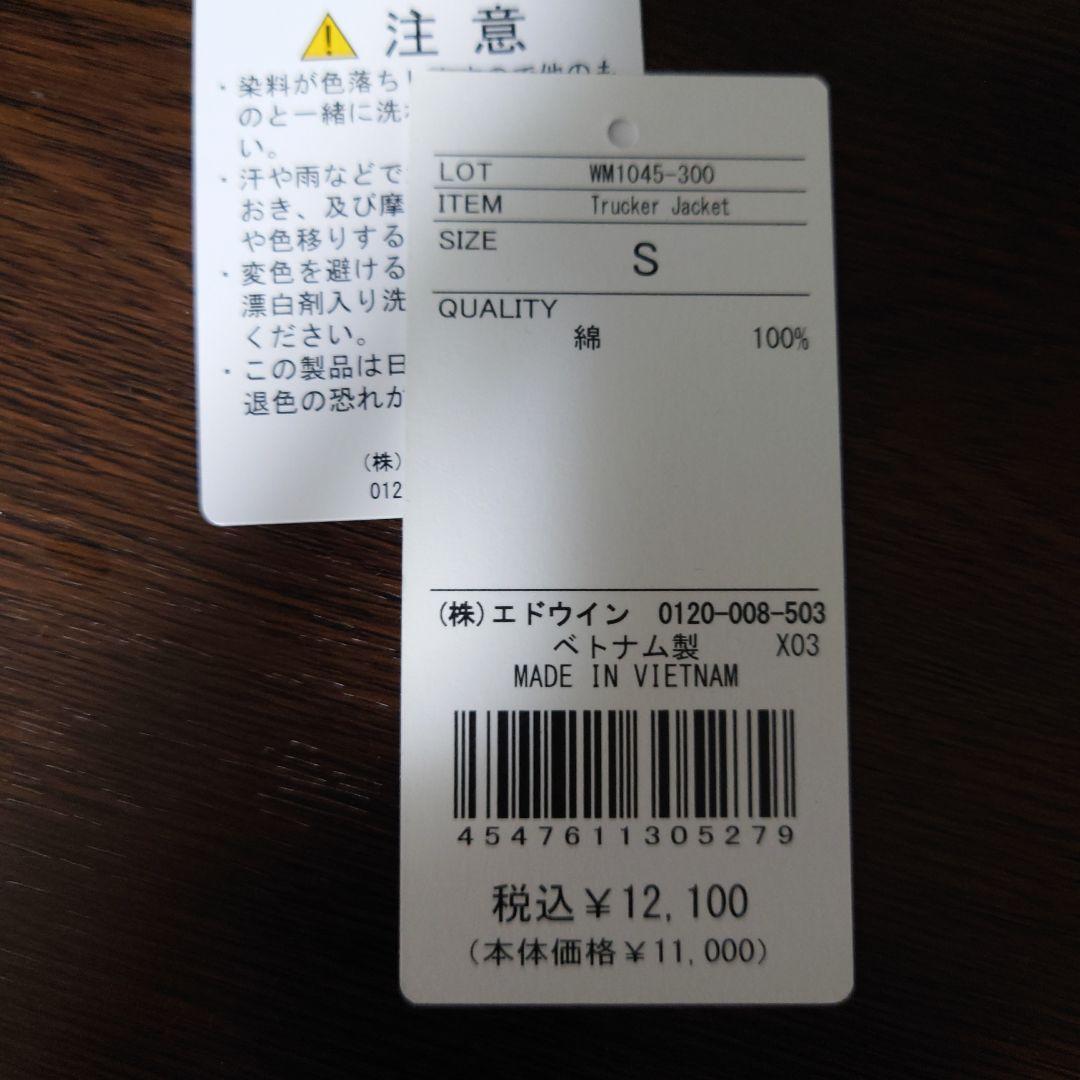 注意
・染料が色落ち
のと一緒に洗
い。
・汗や雨などで
おき、及び摩
や色移りする
・変色を避ける
漂白剤入り洗
ください。
・この製品は日
退色の恐れが
(株)
012
LOT WM1045-300
ITEM Trucker Jacket
SIZE S
QUALITY
綿 100%
(株)エドウイン 0120-008-503
ベトナム製 X03
MADE IN VIETNAM
4547611305279
税込¥12,100
(本体価格¥11,000)